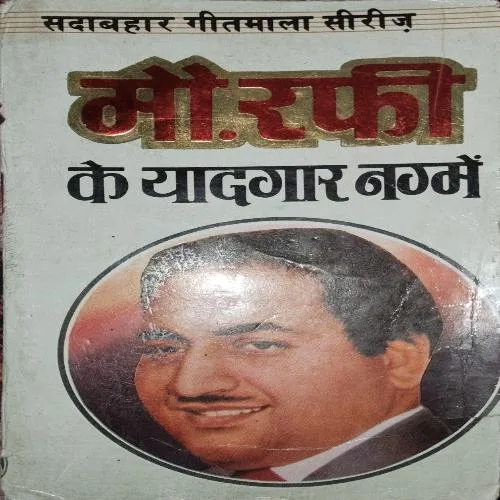 सदाबहार गीतमाला सीरीज़
मो. रफी
के यादगार नग्में